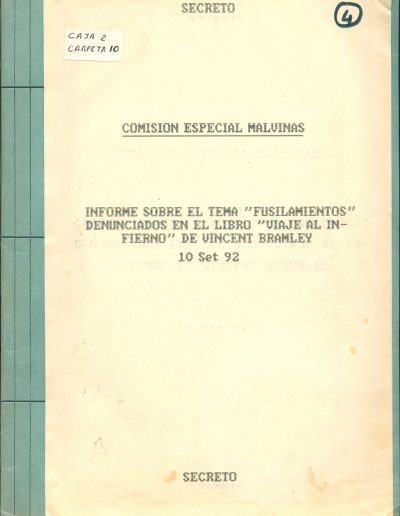 SECRETO
4
CAJA 2
CARPETA 10
COMISION ESPECIAL MALVINAS
INFORME SOBRE EL TEMA "FUSILAMIENTOS"
DENUNCIADOS EN EL LIBRO "VIAJE AL IN-
FIERNO" DE VINCENT BRAMLEY
10 Set 92
SECRETO